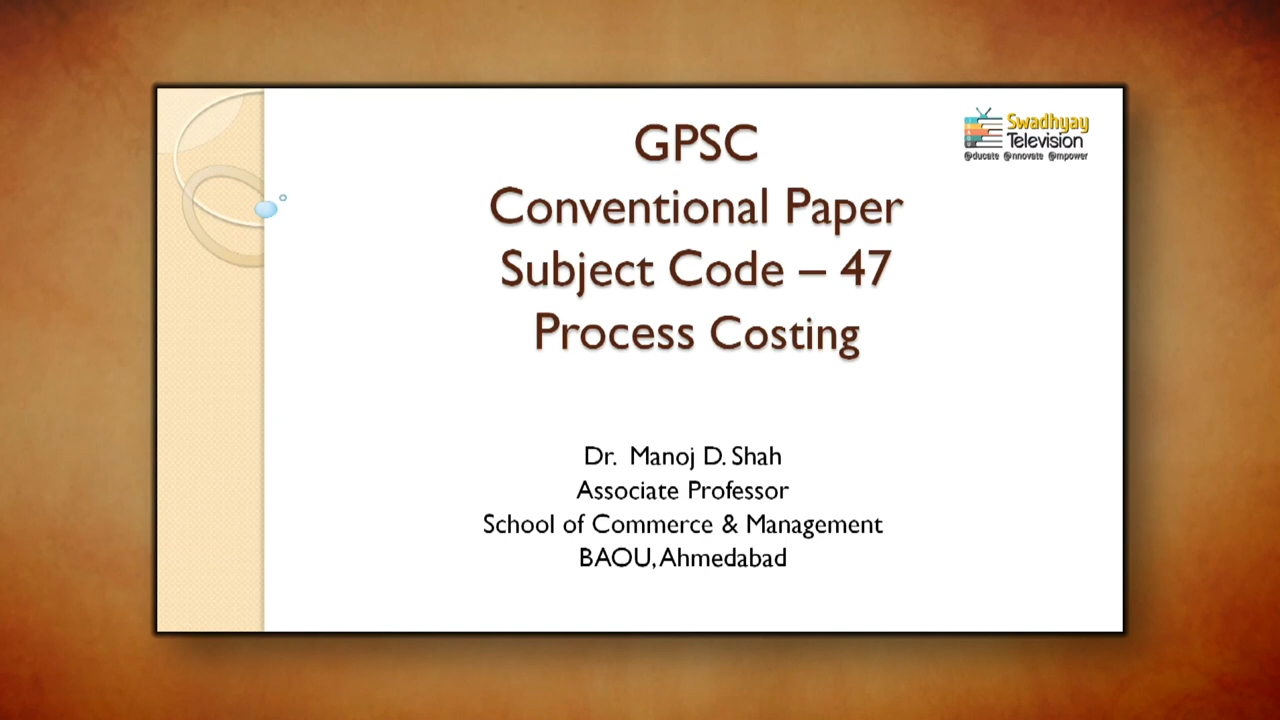 GPSC
Conventional Paper
Subject Code – 47
Process Costing
Swadhyay
Television
@ducate @nnovate @mpower
Dr. Manoj D. Shah
Associate Professor
School of Commerce & Management
BAOU, Ahmedabad